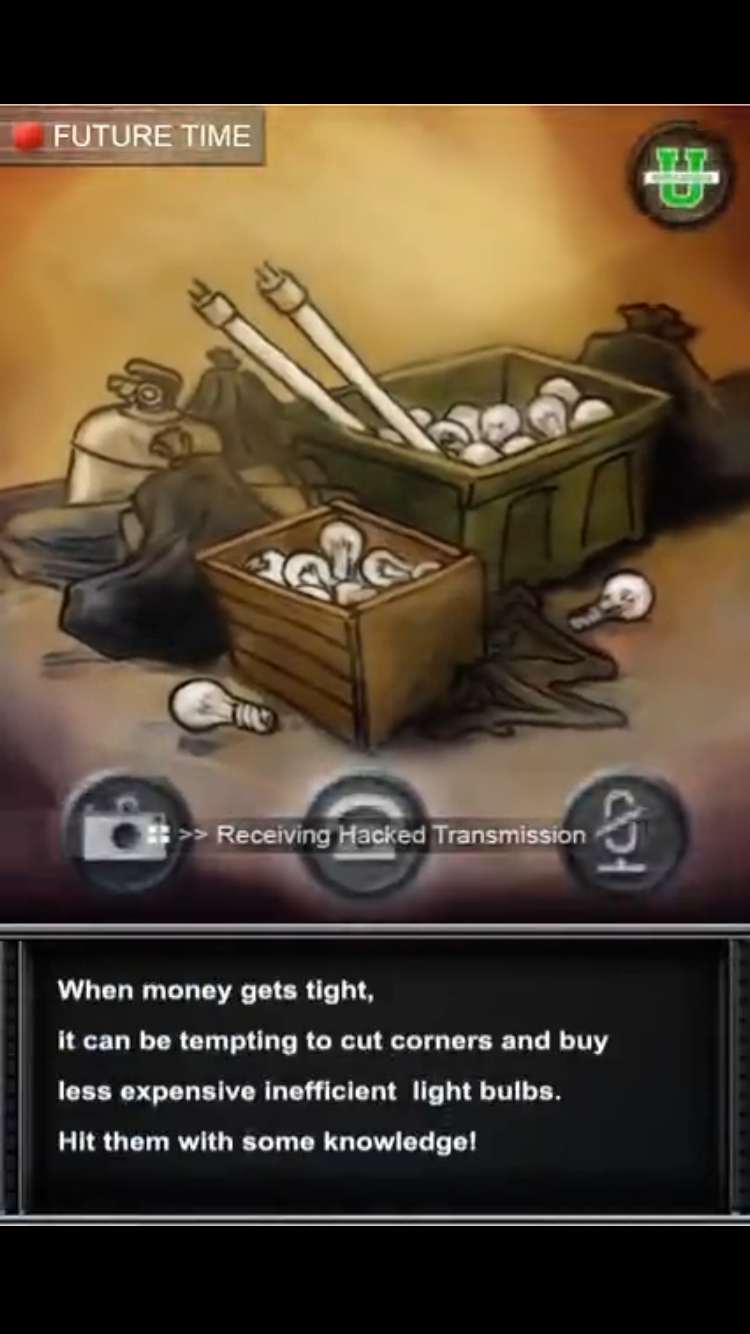 FUTURE TIME
U
>> Receiving Hacked Transmission
When money gets tight,
it can be tempting to cut corners and buy
less expensive inefficient light bulbs.
Hit them with some knowledge!